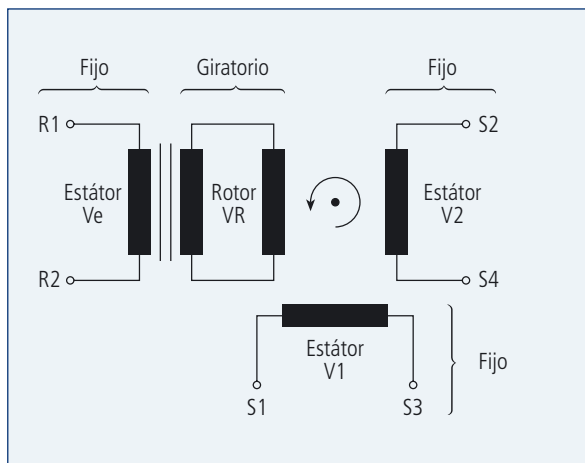 Fijo
Giratorio
Fijo
R1
S2
Estátor
Ve
Rotor
VR
Estátor
V2
R2
S4
Estátor
V1
Fijo
S1
S3